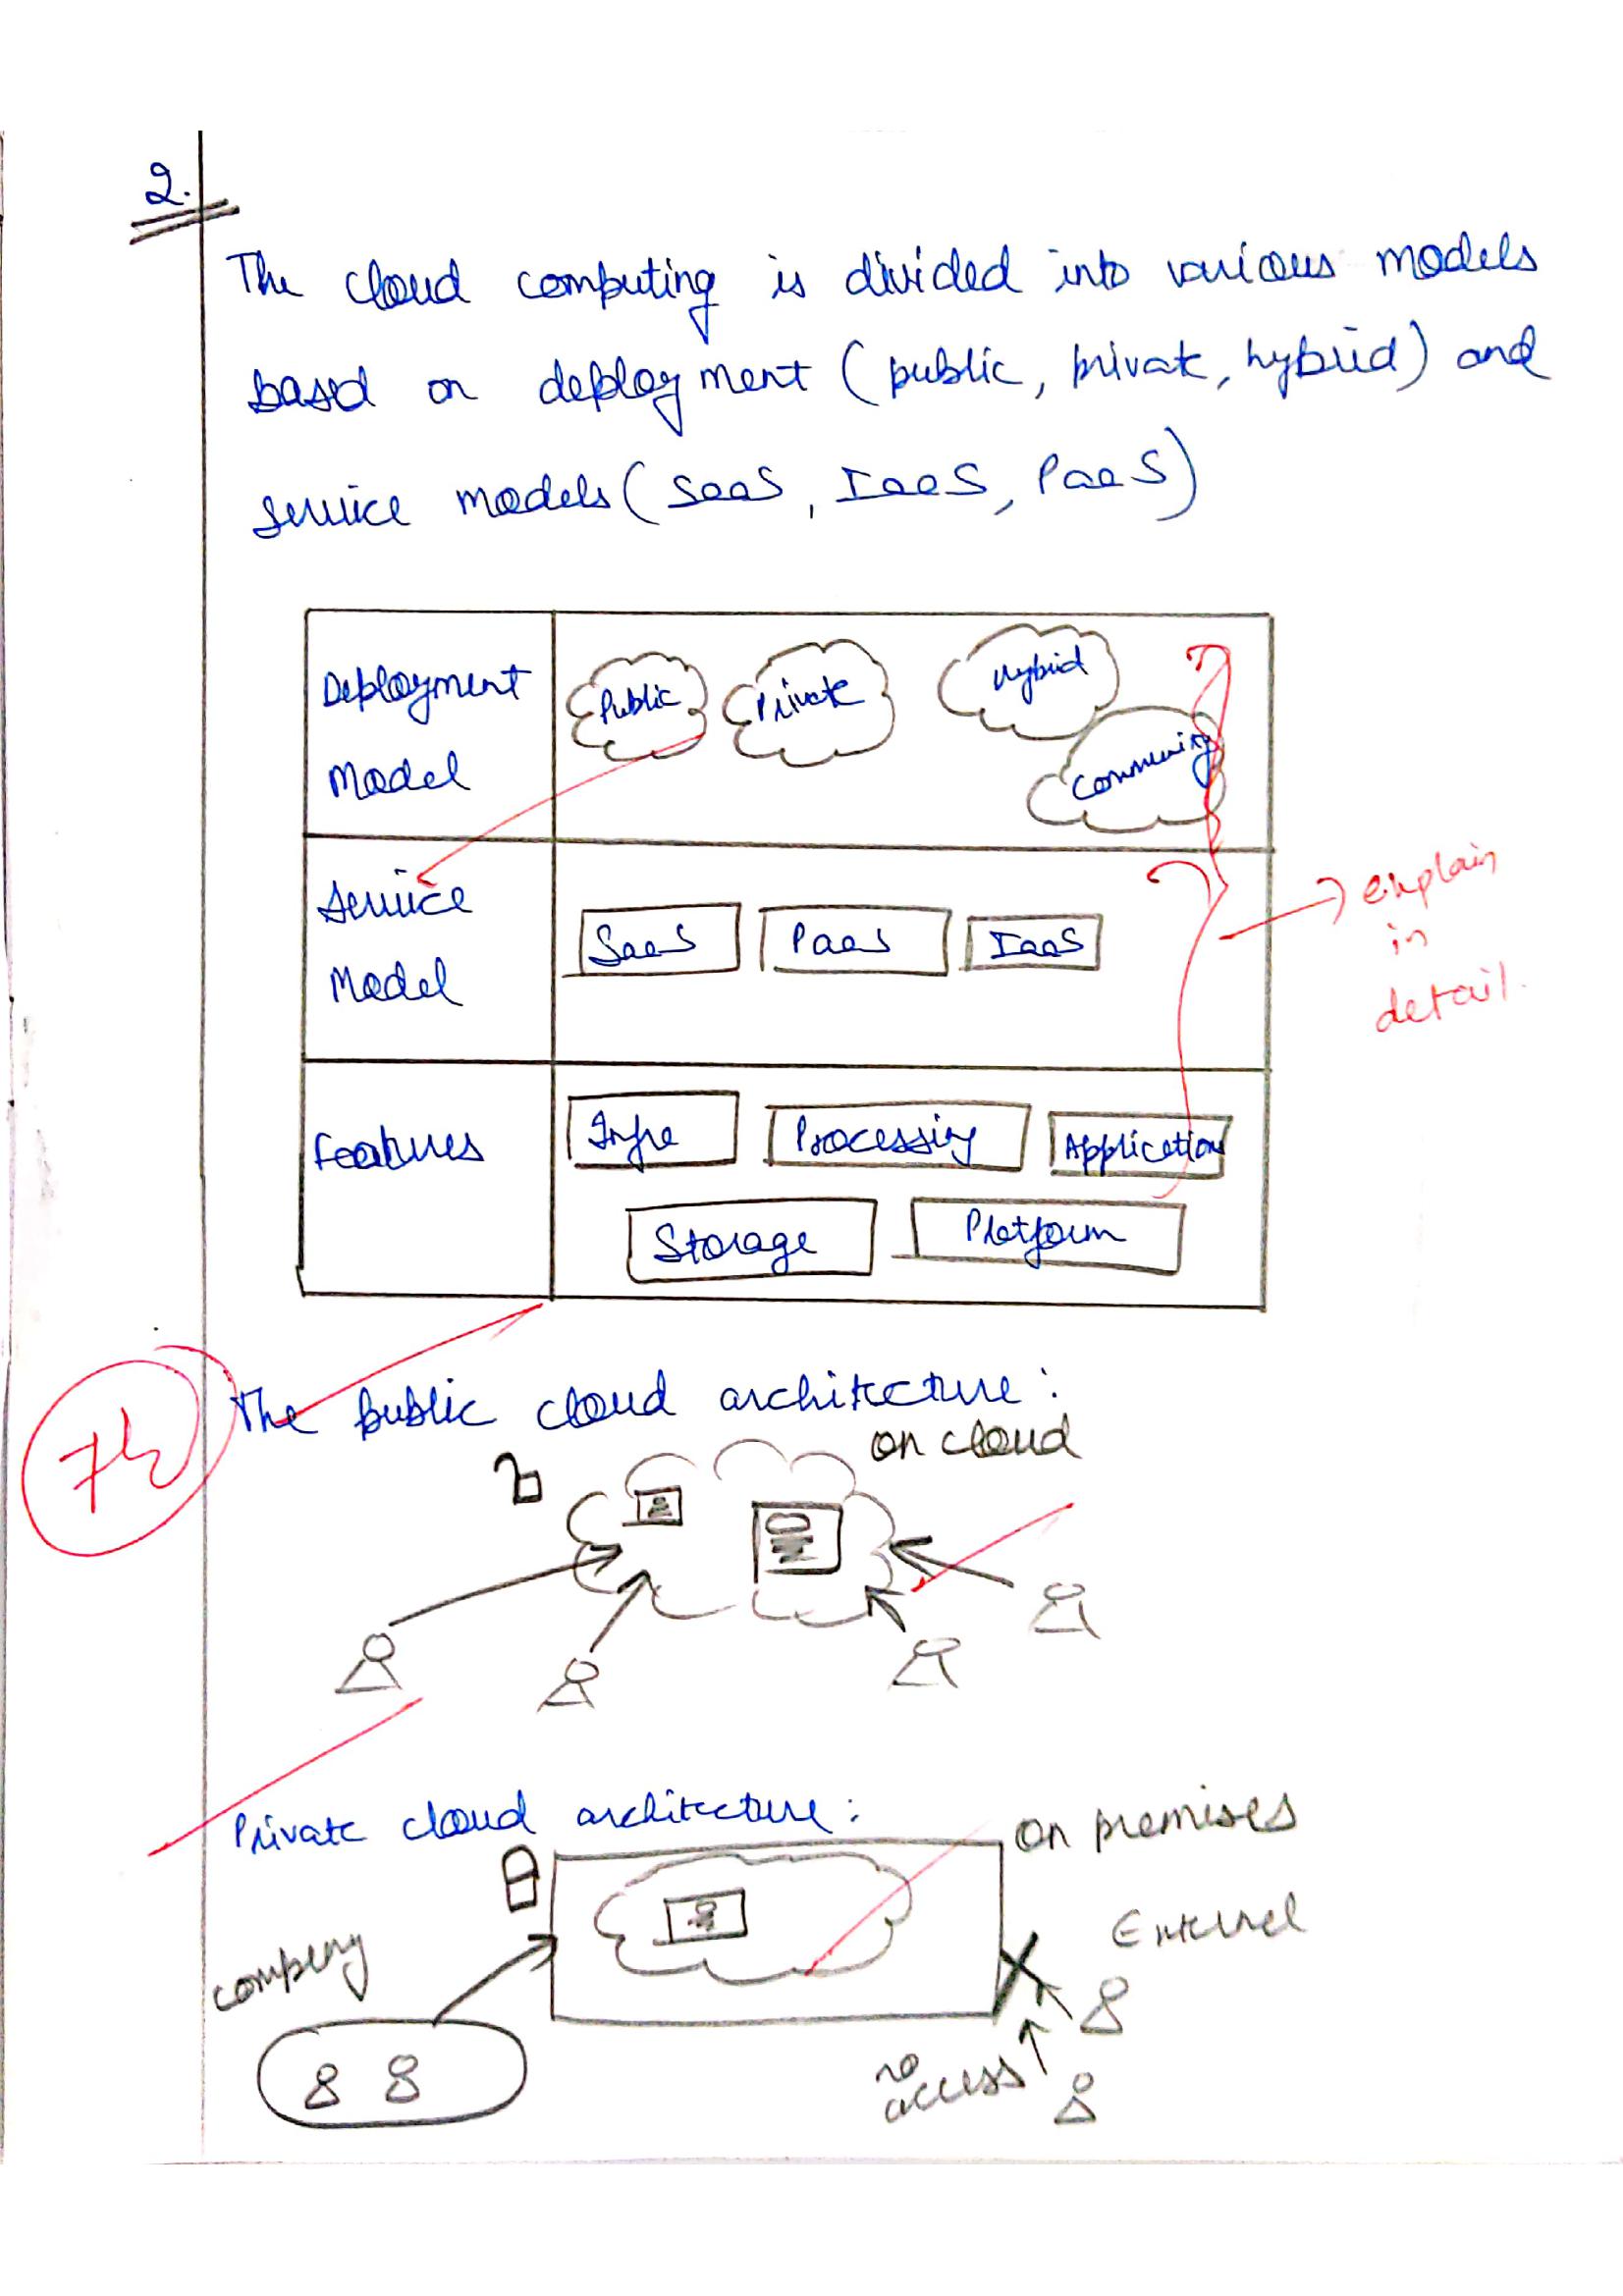 2.
The cloud computing is divided into various models
based on deployment (public, private, hybrid) and
service models (SaaS, IaaS, PaaS)
Deployment
Model
Public
Private
Hybrid
Community
Service
Model
SaaS
PaaS
IaaS
explain
in
detail.
Features
Infra
Processing
Application
Storage
Platform
7½
The public cloud architecture:
on cloud
Private cloud architecture:
on premises
company
External
no
access